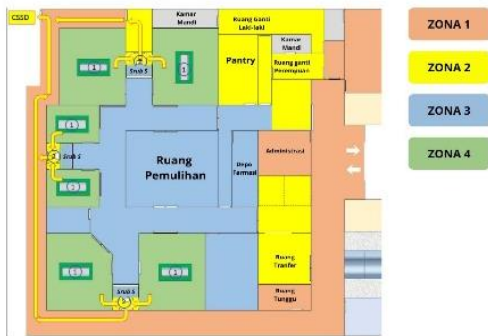 CSSD
Kamar
Mandi
Ruang Ganti
Laki-laki
ZONA 1
Kamar
Mandi
Pantry
Ruang ganti
Perempuan
ZONA 2
ZONA 3
ZONA 4
Ruang
Pemulihan
Depo
Farmasi
Administrasi
Ruang
Tranfer
Ruang
Tunggu